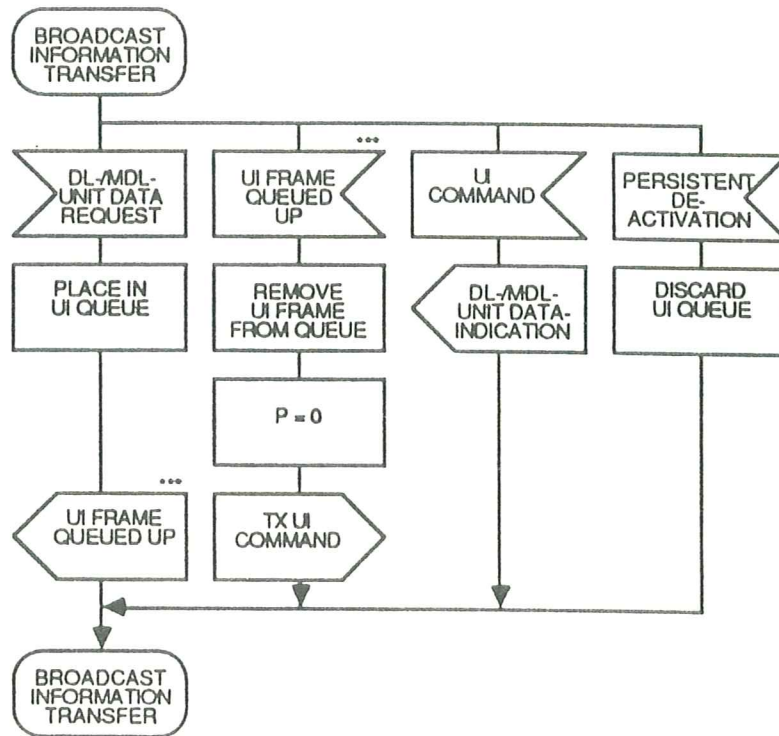 BROADCAST
INFORMATION
TRANSFER
...
DL-/MDL-
UNIT DATA
REQUEST
UI FRAME
QUEUED
UP
UI
COMMAND
PERSISTENT
DE-
ACTIVATION
PLACE IN
UI QUEUE
REMOVE
UI FRAME
FROM QUEUE
DL-/MDL-
UNIT DATA-
INDICATION
DISCARD
UI QUEUE
P = 0
...
UI FRAME
QUEUED UP
TX UI
COMMAND
BROADCAST
INFORMATION
TRANSFER